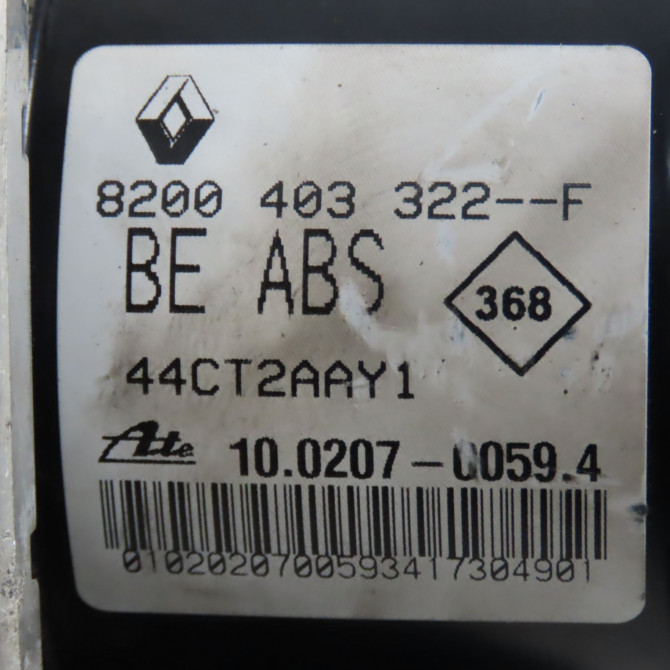 8200 403 322--F
BE ABS
368
44CT2AAY1
Ate 10.0207-0059.4
0102020700593417304901